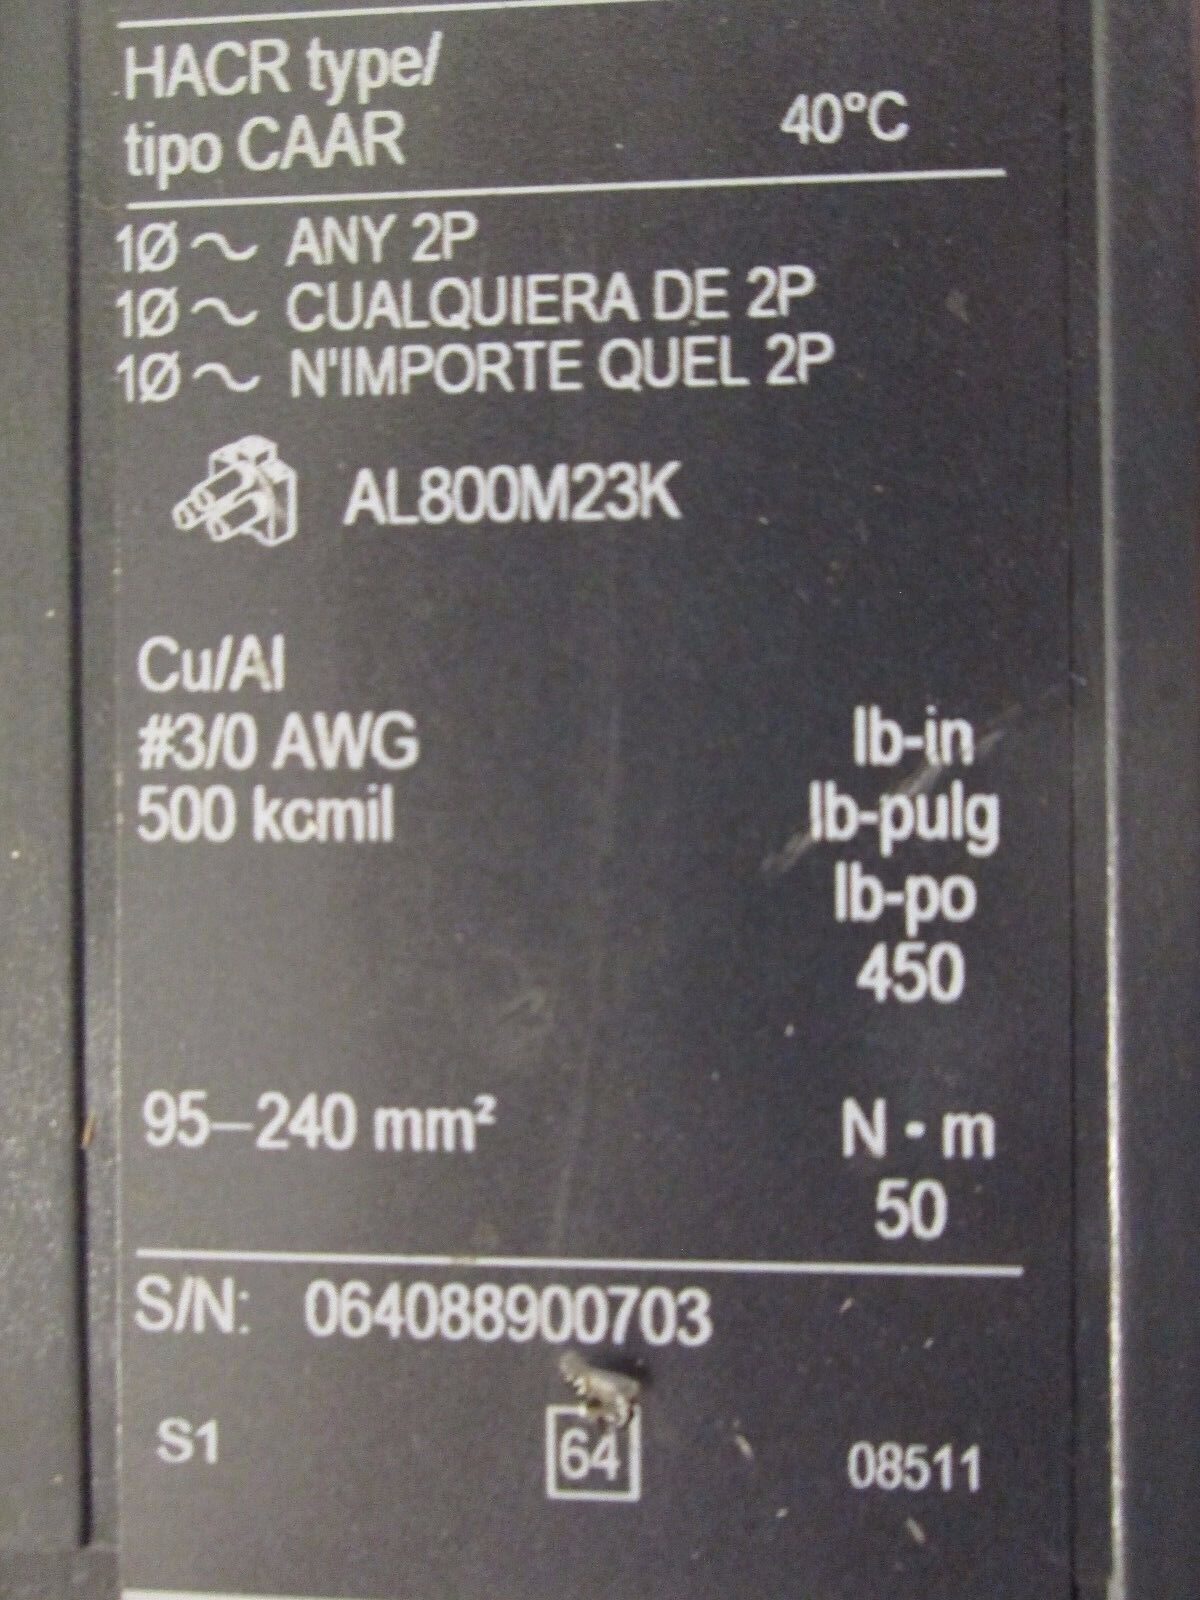 HACR type/
tipo CAAR 40°C
1Ø ~ ANY 2P
1Ø ~ CUALQUIERA DE 2P
1Ø ~ N'IMPORTE QUEL 2P
AL800M23K
Cu/Al
#3/0 AWG lb-in
500 kcmil lb-pulg
lb-po
450
95–240 mm² N - m
50
S/N: 064088900703
S1 64 08511